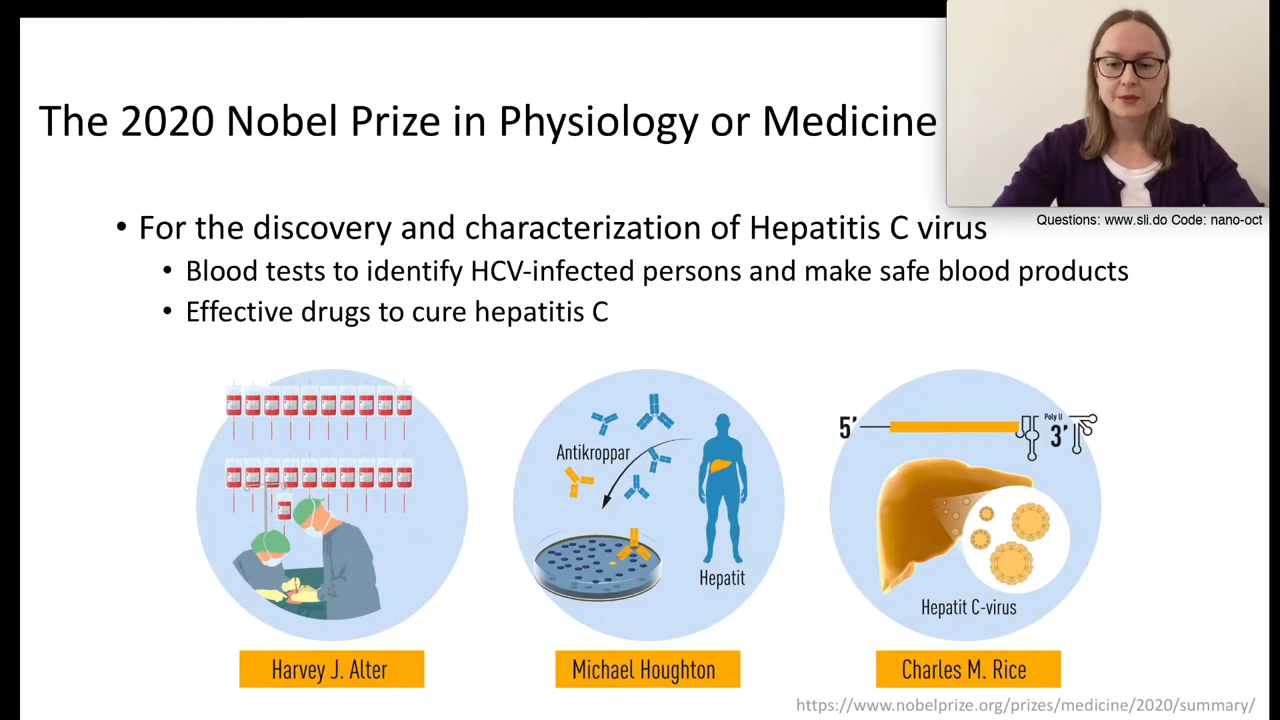 The 2020 Nobel Prize in Physiology or Medicine
Questions: www.sli.do Code: nano-oct
• For the discovery and characterization of Hepatitis C virus
• Blood tests to identify HCV-infected persons and make safe blood products
• Effective drugs to cure hepatitis C
Antikroppar
Hepatit
5’
Poly U
3’
Hepatit C-virus
Harvey J. Alter
Michael Houghton
Charles M. Rice
https://www.nobelprize.org/prizes/medicine/2020/summary/